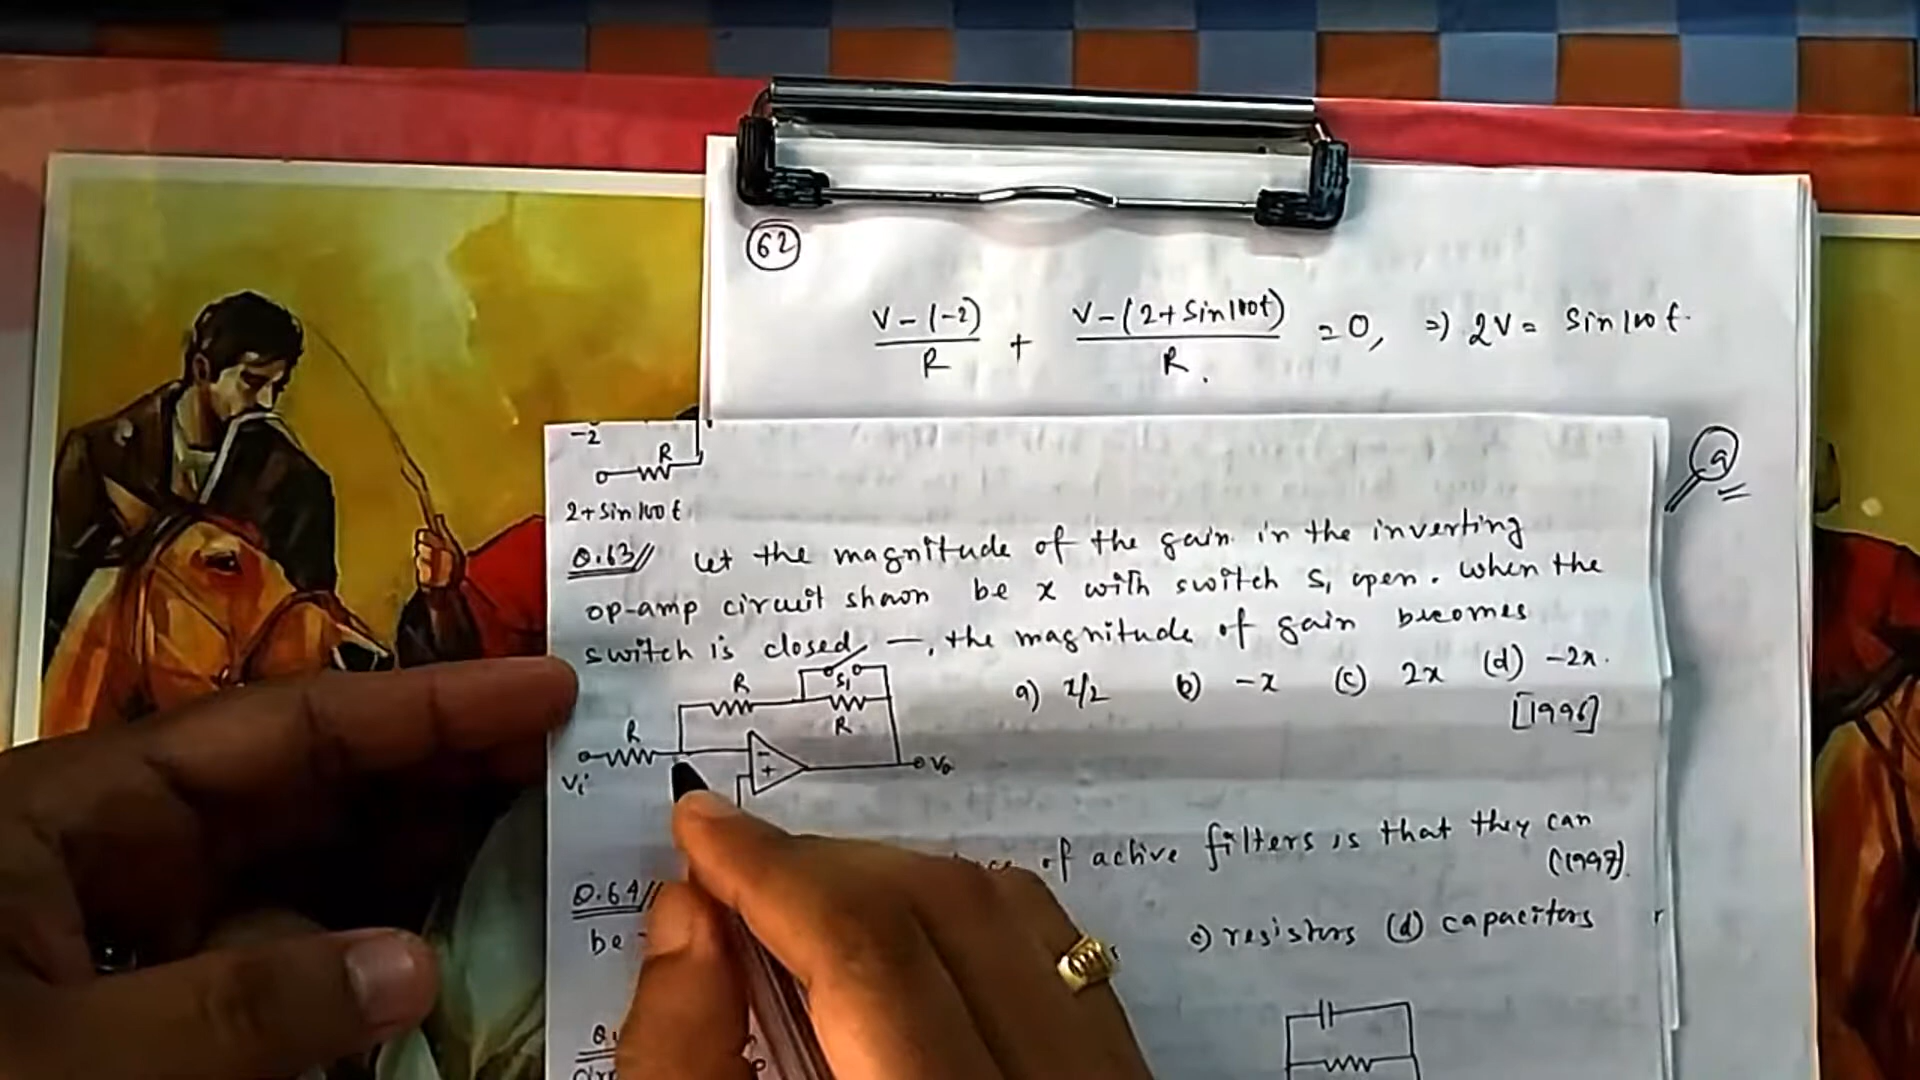 62
V-(-2)/R + V-(2+sin100t)/R. =0, => 2V= sin100t.
a
-2
R
2+sin100t
Q.63// Let the magnitude of the gain in the inverting
op-amp circuit shown be x with switch S1 open. When the
switch is closed —, the magnitude of gain becomes
a) x/2 b) -x (c) 2x (d) -2x.
[1996]
R
S1
R
R
Vi
-
+
Vo
of active filters is that they can
(1997).
Q.64//
be
c) resistors (d) capacitors